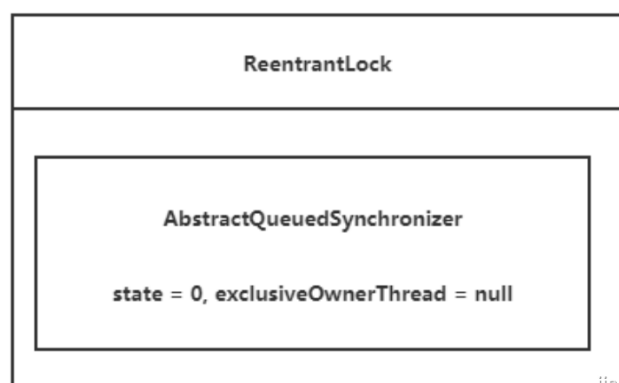 ReentrantLock
AbstractQueuedSynchronizer
state = 0, exclusiveOwnerThread = null